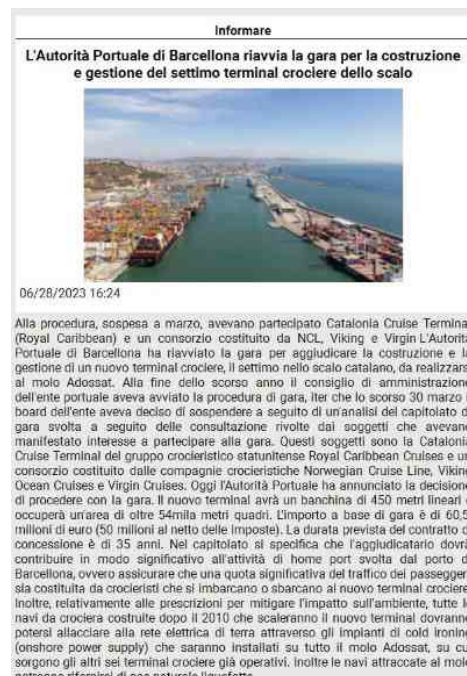 Informare
L'Autorità Portuale di Barcellona riavvia la gara per la costruzione
e gestione del settimo terminal crociere dello scalo
06/28/2023 16:24
Alla procedura, sospesa a marzo, avevano partecipato Catalonia Cruise Termina
(Royal Caribbean) e un consorzio costituito da NCL, Viking e Virgin L'Autorità
Portuale di Barcellona ha riavviato la gara per aggiudicare la costruzione e la
gestione di un nuovo terminal crociere, il settimo nello scalo catalano, da realizzarsi
al molo Adossat. Alla fine dello scorso anno il consiglio di amministrazione
dell'ente portuale aveva avviato la procedura di gara, iter che lo scorso 30 marzo i
board dell'ente aveva deciso di sospendere a seguito di un'analisi del capitolato d
gara svolta a seguito delle consultazione rivolte dai soggetti che avevano
manifestato interesse a partecipare alla gara. Questi soggetti sono la Catalonia
Cruise Terminal del gruppo crocieristico statunitense Royal Caribbean Cruises e un
consorzio costituito dalle compagnie crocieristiche Norwegian Cruise Line, Viking
Ocean Cruises e Virgin Cruises. Oggi l'Autorità Portuale ha annunciato la decisione
di procedere con la gara. Il nuovo terminal avrà un banchina di 450 metri lineari e
occuperà un'area di oltre 54mila metri quadri. L'importo a base di gara è di 60,5
milioni di euro (50 milioni al netto delle imposte). La durata prevista del contratto d
concessione è di 35 anni. Nel capitolato si specifica che l'aggiudicatario dovrà
contribuire in modo significativo all'attività di home port svolta dal porto d
Barcellona, ovvero assicurare che una quota significativa del traffico dei passegger
sia costituita da crocieristi che si imbarcano o sbarcano al nuovo terminal crociere
Inoltre, relativamente alle prescrizioni per mitigare l'impatto sull'ambiente, tutte le
navi da crociera costruite dopo il 2010 che scaleranno il nuovo terminal dovranno
potersi allacciare alla rete elettrica di terra attraverso gli impianti di cold ironing
(onshore power supply) che saranno installati su tutto il molo Adossat, su cu
sorgono gli altri sei terminal crociere già operativi. Inoltre le navi attraccate al molo